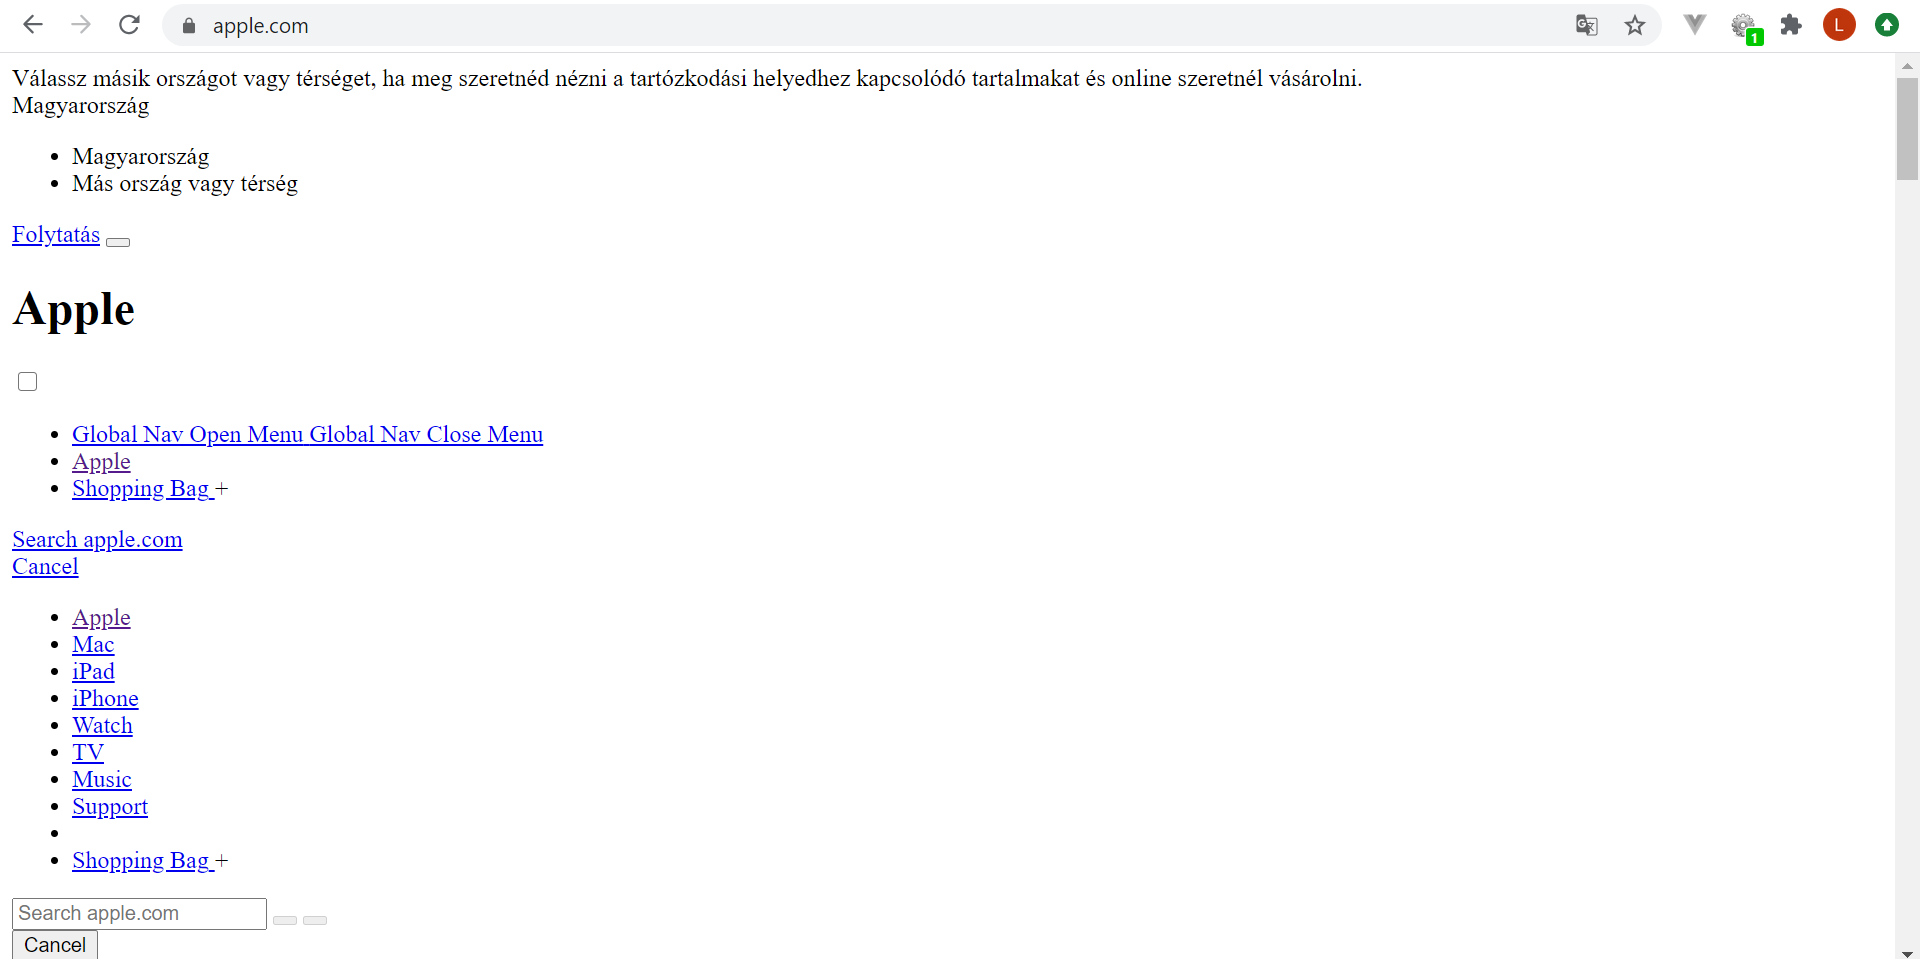 apple.com
1
L
Válassz másik országot vagy térséget, ha meg szeretnéd nézni a tartózkodási helyedhez kapcsolódó tartalmakat és online szeretnél vásárolni.
Magyarország
Magyarország
Más ország vagy térség
Folytatás
Apple
Global Nav Open Menu Global Nav Close Menu
Apple
Shopping Bag +
Search apple.com
Cancel
Apple
Mac
iPad
iPhone
Watch
TV
Music
Support
Shopping Bag +
Search apple.com
Cancel